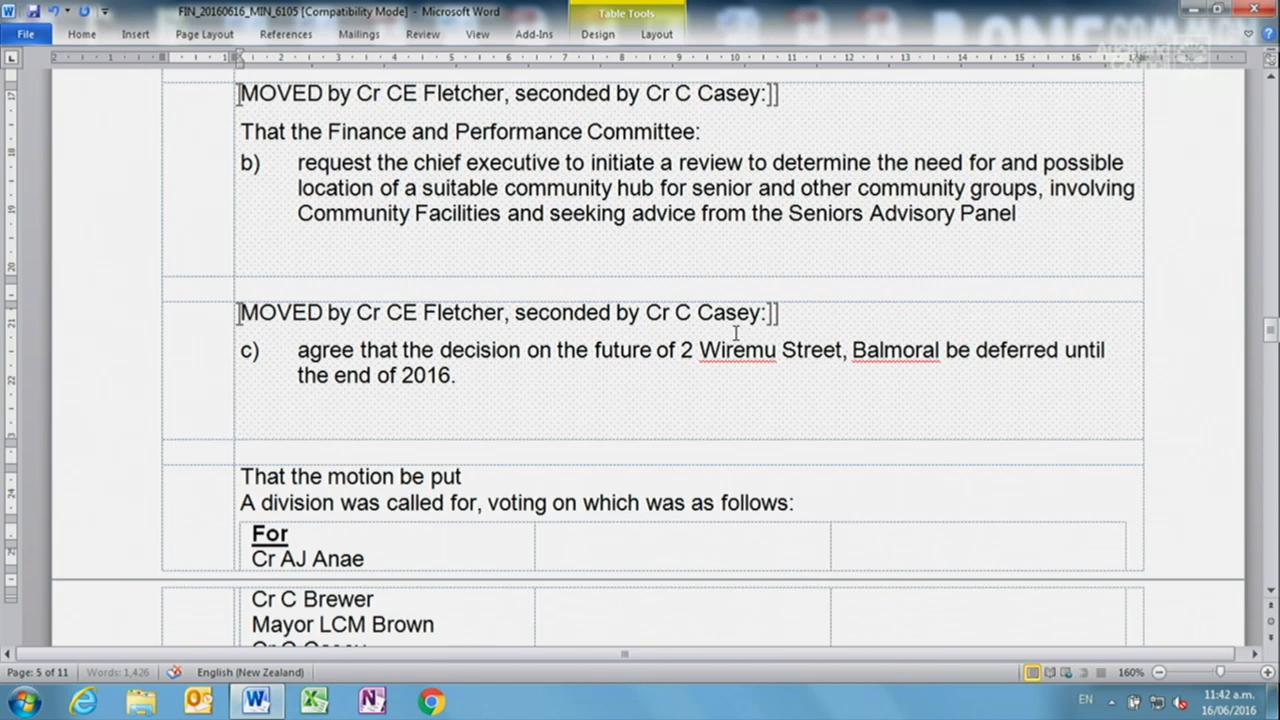 FIN_20160616_MIN_6105 [Compatibility Mode] - Microsoft Word
Table Tools
File Home Insert Page Layout References Mailings Review View Add-Ins Design Layout
Auckland Council
MOVED by Cr CE Fletcher, seconded by Cr C Casey:]]
That the Finance and Performance Committee:
b) request the chief executive to initiate a review to determine the need for and possible
location of a suitable community hub for senior and other community groups, involving
Community Facilities and seeking advice from the Seniors Advisory Panel
MOVED by Cr CE Fletcher, seconded by Cr C Casey:]]
c) agree that the decision on the future of 2 Wiremu Street, Balmoral be deferred until
the end of 2016.
That the motion be put
A division was called for, voting on which was as follows:
For
Cr AJ Anae
Cr C Brewer
Mayor LCM Brown
Cr C Casey
Page: 5 of 11 Words: 1,426 English (New Zealand) 160%
EN 11:42 a.m.
16/06/2016